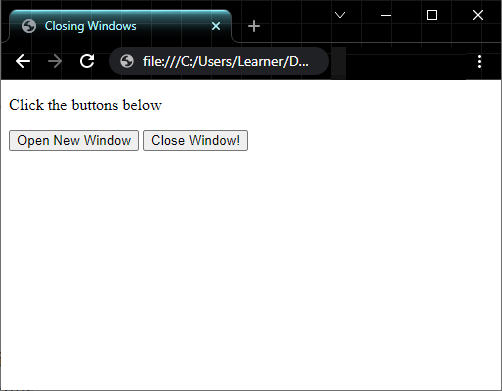 Closing Windows
file:///C:/Users/Learner/D...
Click the buttons below
Open New Window Close Window!